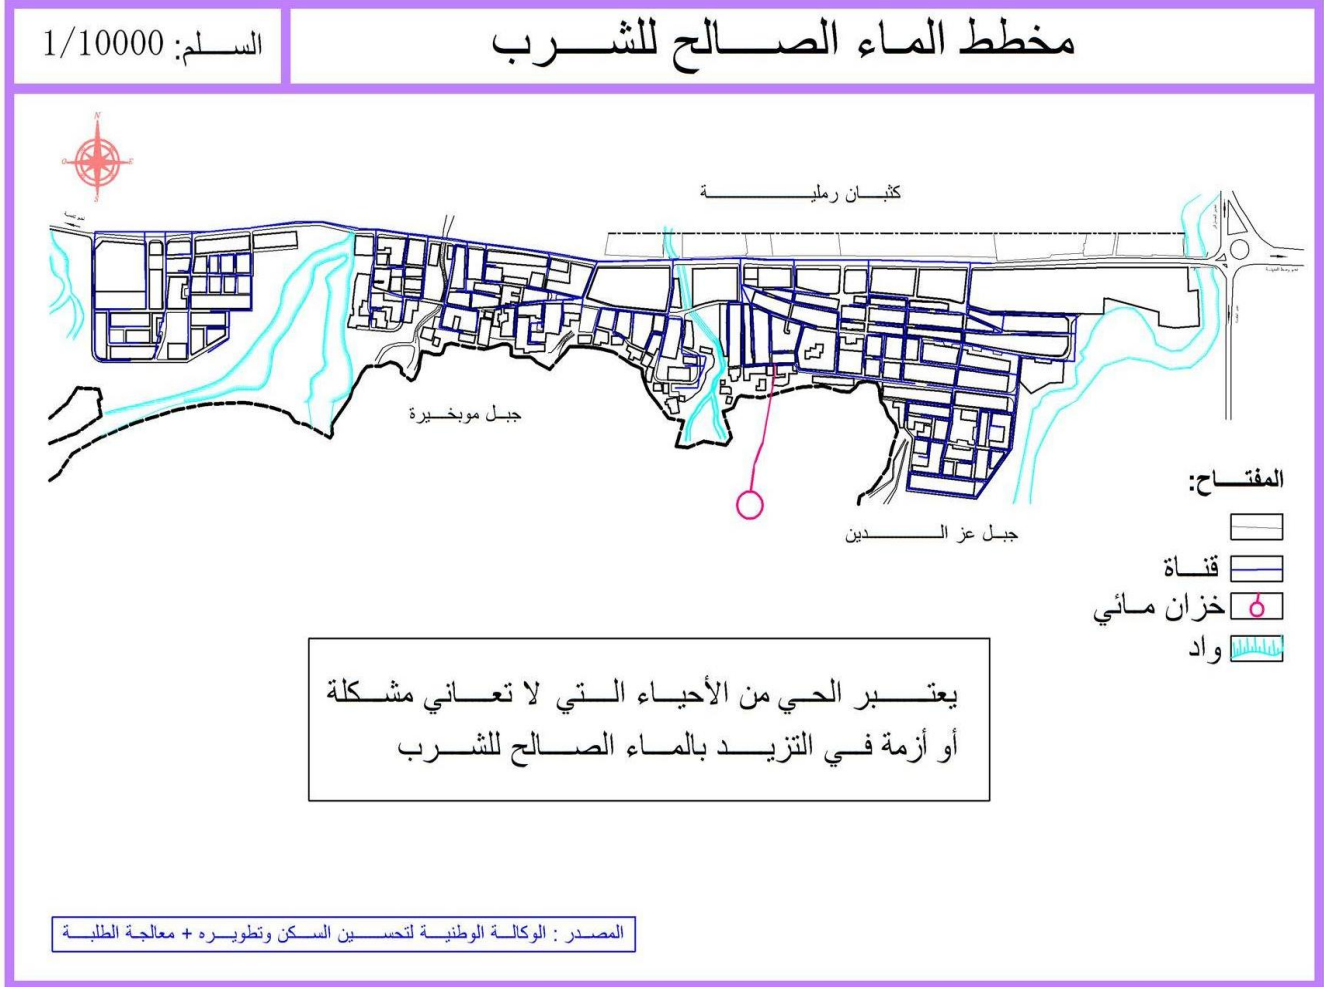 مخطط الماء الصالح للشرب
السلم: 1/10000
N
O
E
S
كثبان رملية
جبل موبخيرة
جبل عز الدين
المفتاح:
قناة
خزان مائي
واد
يعتبر الحي من الأحياء التي لا تعاني مشكلة
أو أزمة في التزيد بالماء الصالح للشرب
المصدر : الوكالة الوطنية لتحسين السكن وتطويره + معالجة الطلبة